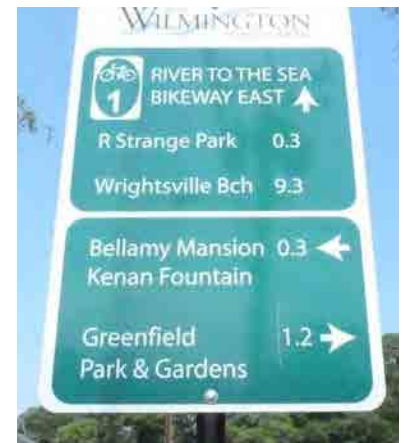 WILMINGTON
1
RIVER TO THE SEA
BIKEWAY EAST
R Strange Park 0.3
Wrightsville Bch 9.3
Bellamy Mansion 0.3
Kenan Fountain
Greenfield 1.2
Park & Gardens